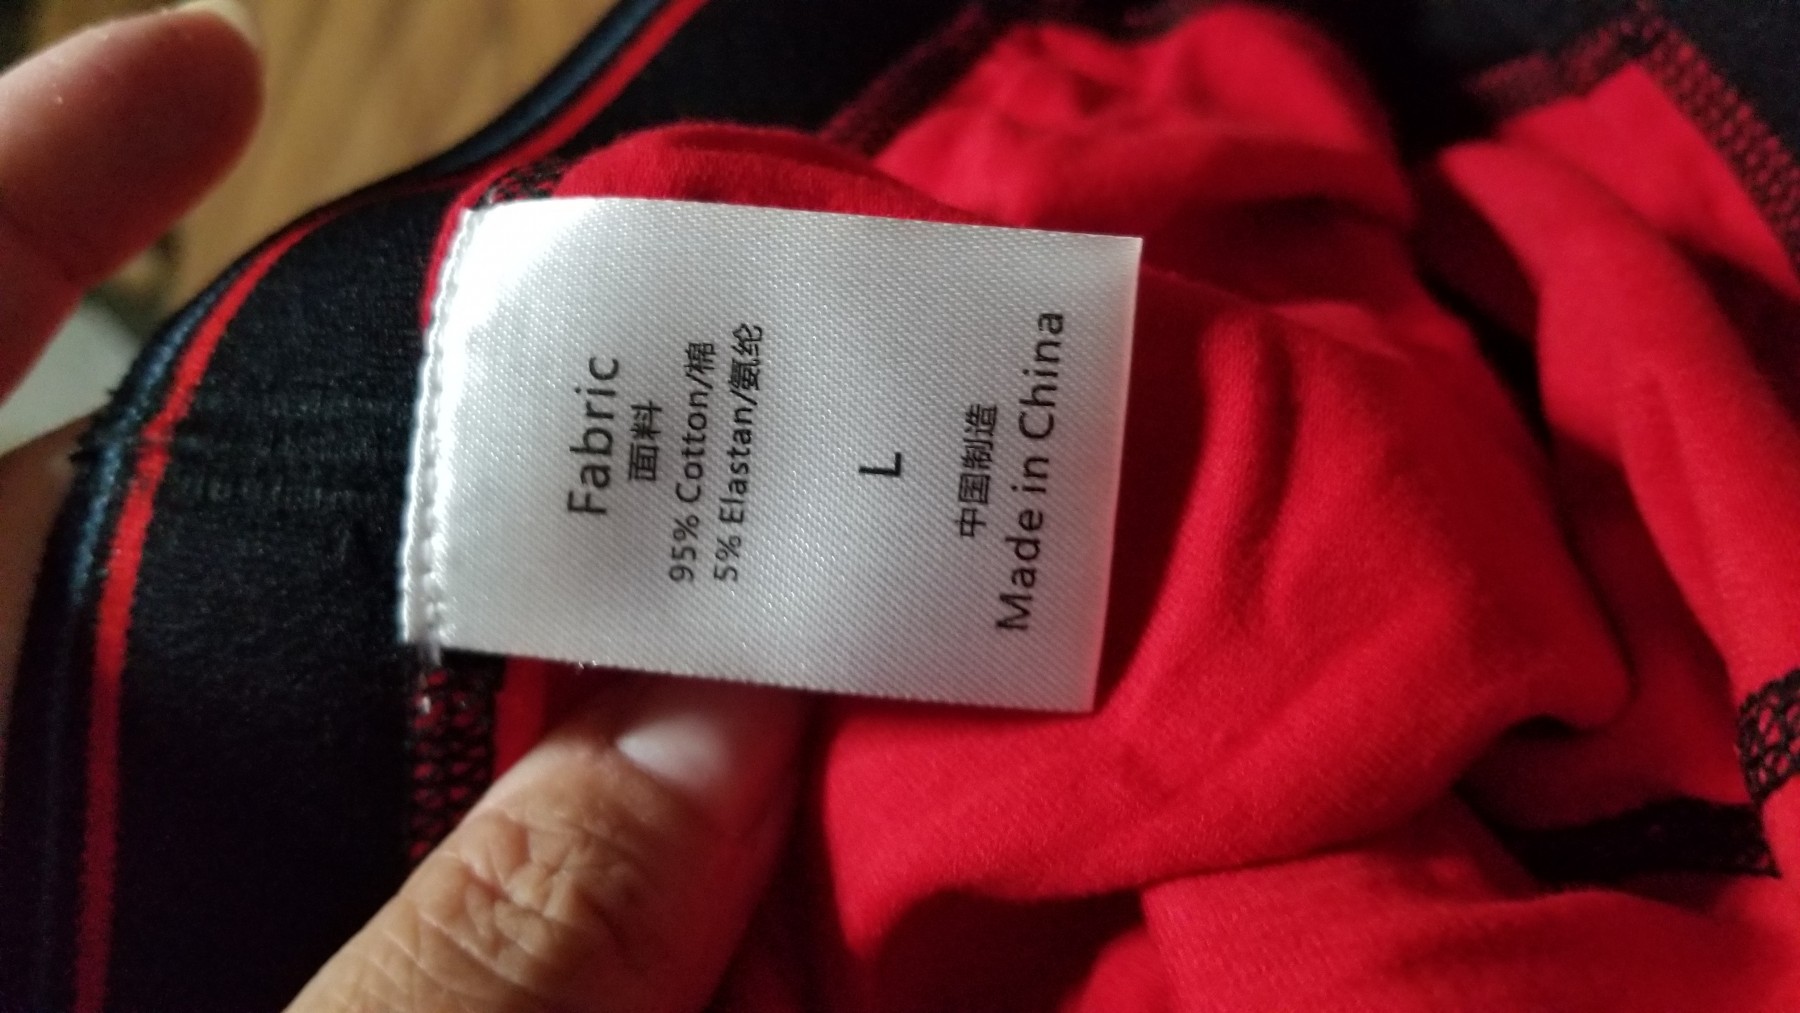 Fabric
面料
95% Cotton/棉
5% Elastan/氨纶
L
中国制造
Made in China